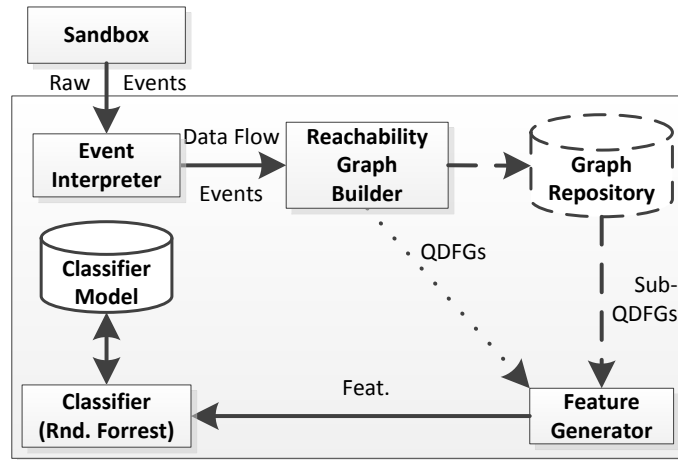 Sandbox
Raw Events
Event
Interpreter
Data Flow
Events
Reachability
Graph
Builder
Graph
Repository
Classifier
Model
QDFGs
Sub-
QDFGs
Classifier
(Rnd. Forrest)
Feat.
Feature
Generator